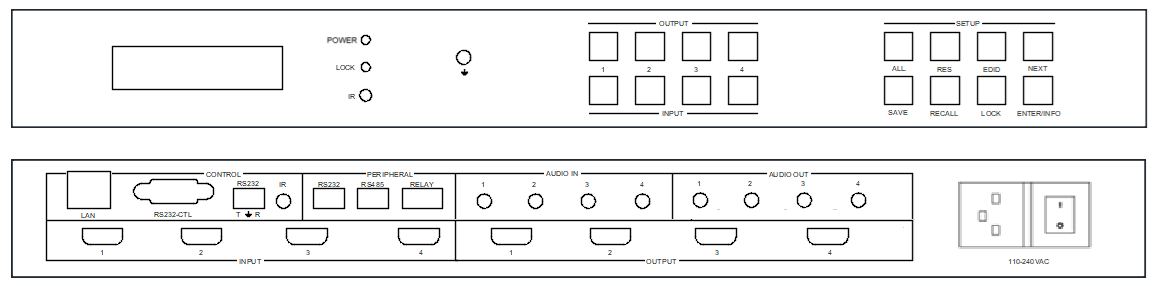 OUTPUT
SETUP
POWER
LOCK
IR
1 2 3 4
ALL RES EDID NEXT
INPUT
SAVE RECALL LOCK ENTER/INFO
CONTROL
PERIPHERAL
AUDIO IN
AUDIO OUT
RS232 IR
RS232 RS485 RELAY
1 2 3 4
1 2 3 4
LAN
RS232-CTL
T R
1 2 3 4
1 2 3 4
INPUT
OUTPUT
110-240VAC